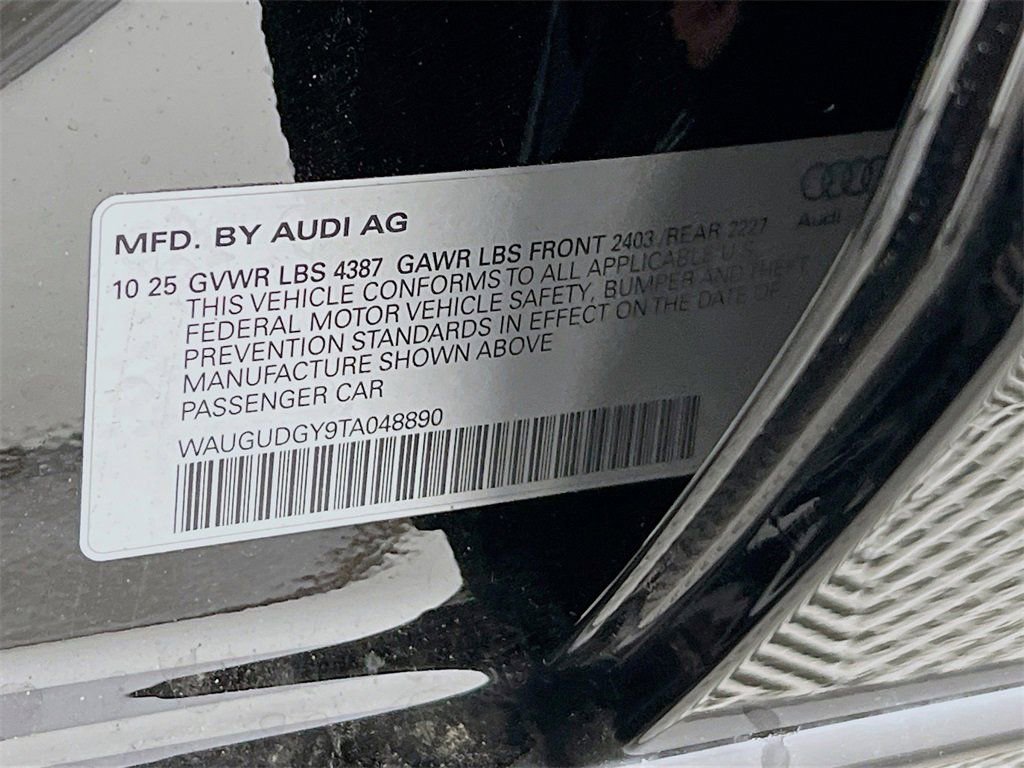 MFD. BY AUDI AG
Audi
10 25 GVWR LBS 4387 GAWR LBS FRONT 2403/REAR 2227
THIS VEHICLE CONFORMS TO ALL APPLICABLE U.S.
FEDERAL MOTOR VEHICLE SAFETY, BUMPER AND THEFT
PREVENTION STANDARDS IN EFFECT ON THE DATE OF
MANUFACTURE SHOWN ABOVE
PASSENGER CAR
WAUGUDGY9TA048890